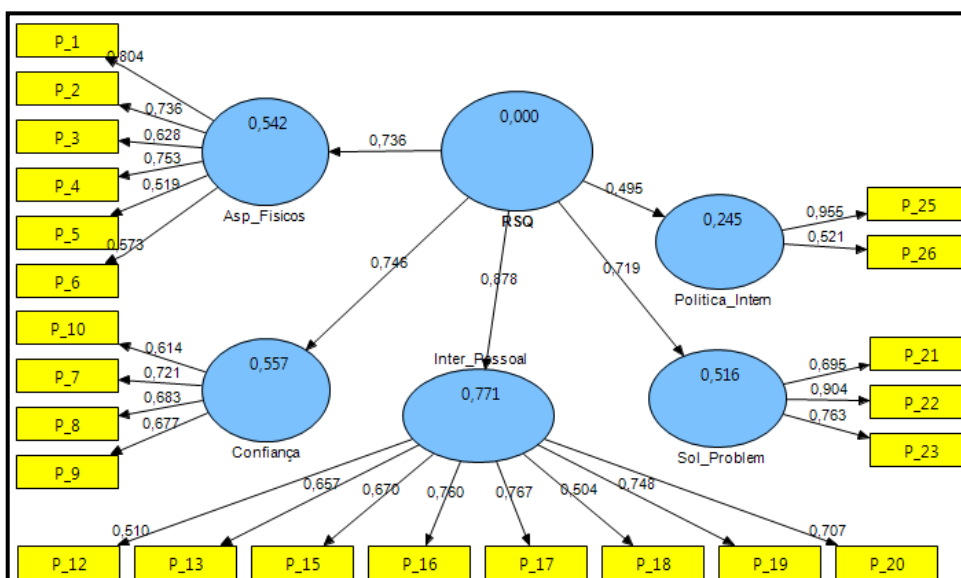 P_1
0,804
P_2
0,736
P_3
0,628
P_4
0,753
P_5
0,519
P_6
0,573
0,542
Asp_Fisicos
0,736
0,000
RSQ
0,495
0,245
Politica_Intern
0,955
P_25
0,521
P_26
0,746
0,878
0,719
P_10
0,614
P_7
0,721
P_8
0,683
P_9
0,677
0,557
Confiança
Inter_Pessoal
0,771
0,516
Sol_Problem
0,695
P_21
0,904
P_22
0,763
P_23
0,510
0,657
0,670
0,760
0,767
0,504
0,748
0,707
P_12
P_13
P_15
P_16
P_17
P_18
P_19
P_20